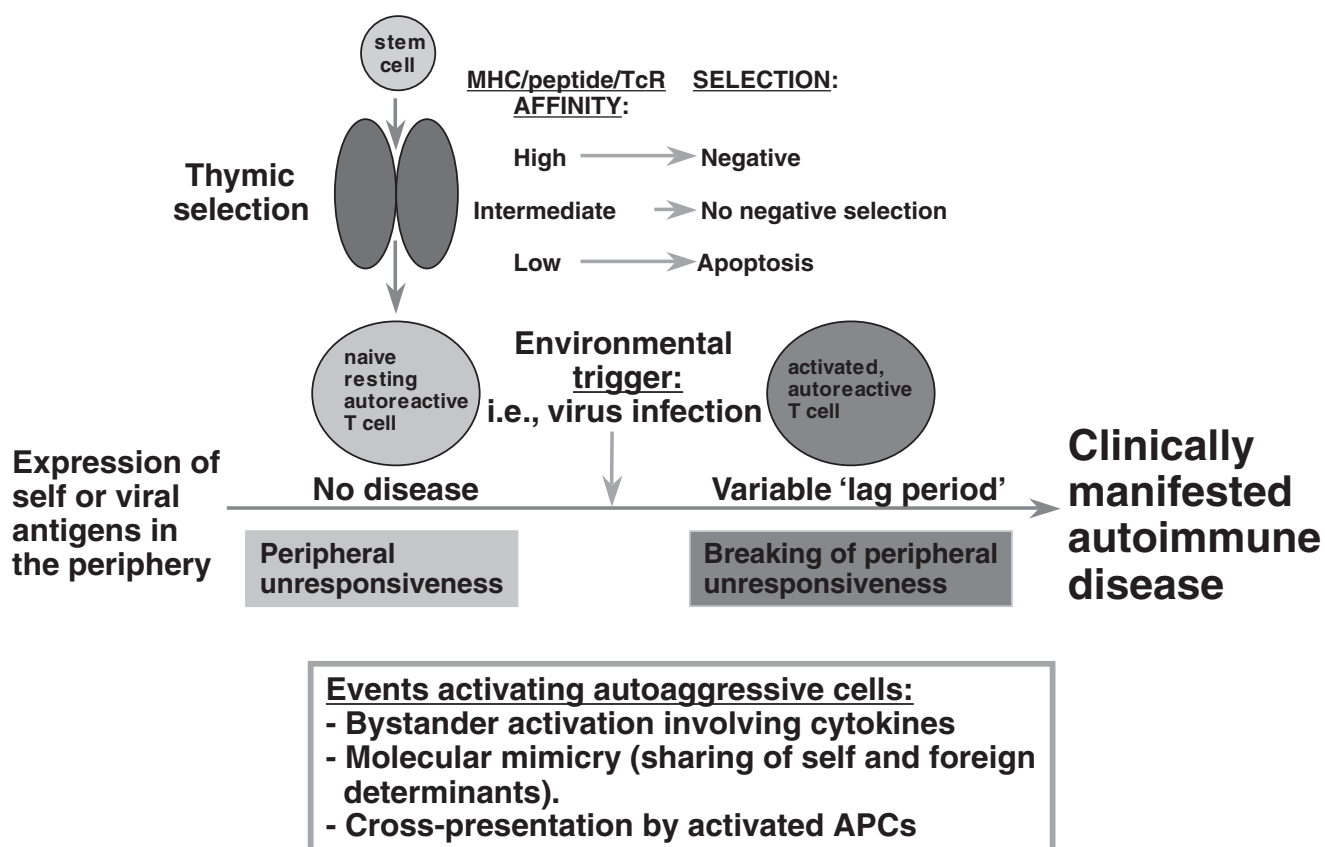 stem
cell
MHC/peptide/TcR
AFFINITY:
SELECTION:
High
Negative
Intermediate
No negative selection
Low
Apoptosis
Thymic
selection
naive
resting
autoreactive
T cell
Environmental
trigger:
i.e., virus infection
activated,
autoreactive
T cell
Expression of
self or viral
antigens in
the periphery
No disease
Variable ‘lag period’
Clinically
manifested
autoimmune
disease
Peripheral
unresponsiveness
Breaking of peripheral
unresponsiveness
Events activating autoaggressive cells:
- Bystander activation involving cytokines
- Molecular mimicry (sharing of self and foreign
determinants).
- Cross-presentation by activated APCs